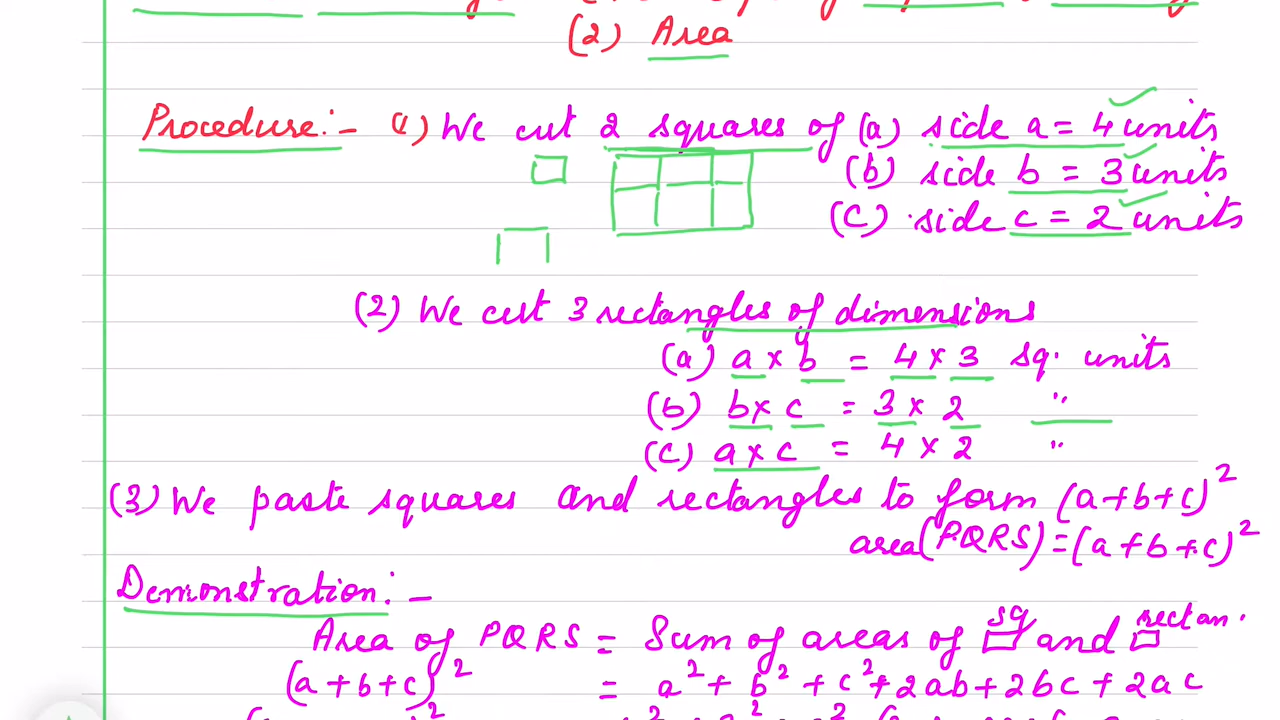 (2) Area
Procedure:- (1) We cut 2 squares of (a) side a = 4 units
(b) side b = 3 units
(C) side c = 2 units
(2) We cut 3 rectangles of dimensions
(a) a × b = 4 × 3 sq. units
(b) b × c = 3 × 2 "
(C) a × c = 4 × 2 "
(3) We paste squares and rectangles to form (a+b+c)²
area(PQRS) = (a+b+c)²
Demonstration:-
sq rectan.
Area of PQRS = Sum of areas of □ and □
(a+b+c)² = a² + b² + c² + 2ab + 2bc + 2ac